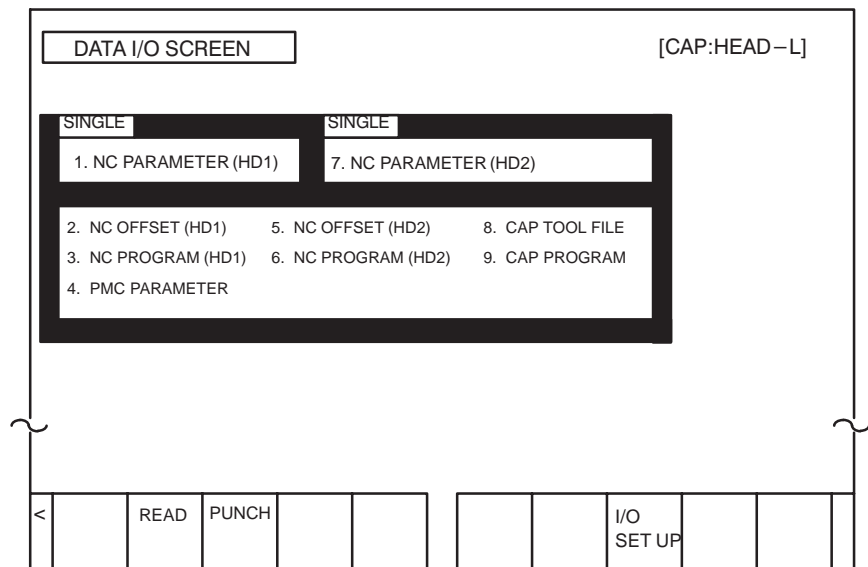 DATA I/O SCREEN [CAP:HEAD−L]
SINGLE SINGLE
1. NC PARAMETER (HD1) 7. NC PARAMETER (HD2)
2. NC OFFSET (HD1) 5. NC OFFSET (HD2) 8. CAP TOOL FILE
3. NC PROGRAM (HD1) 6. NC PROGRAM (HD2) 9. CAP PROGRAM
4. PMC PARAMETER
< READ PUNCH I/O
SET UP